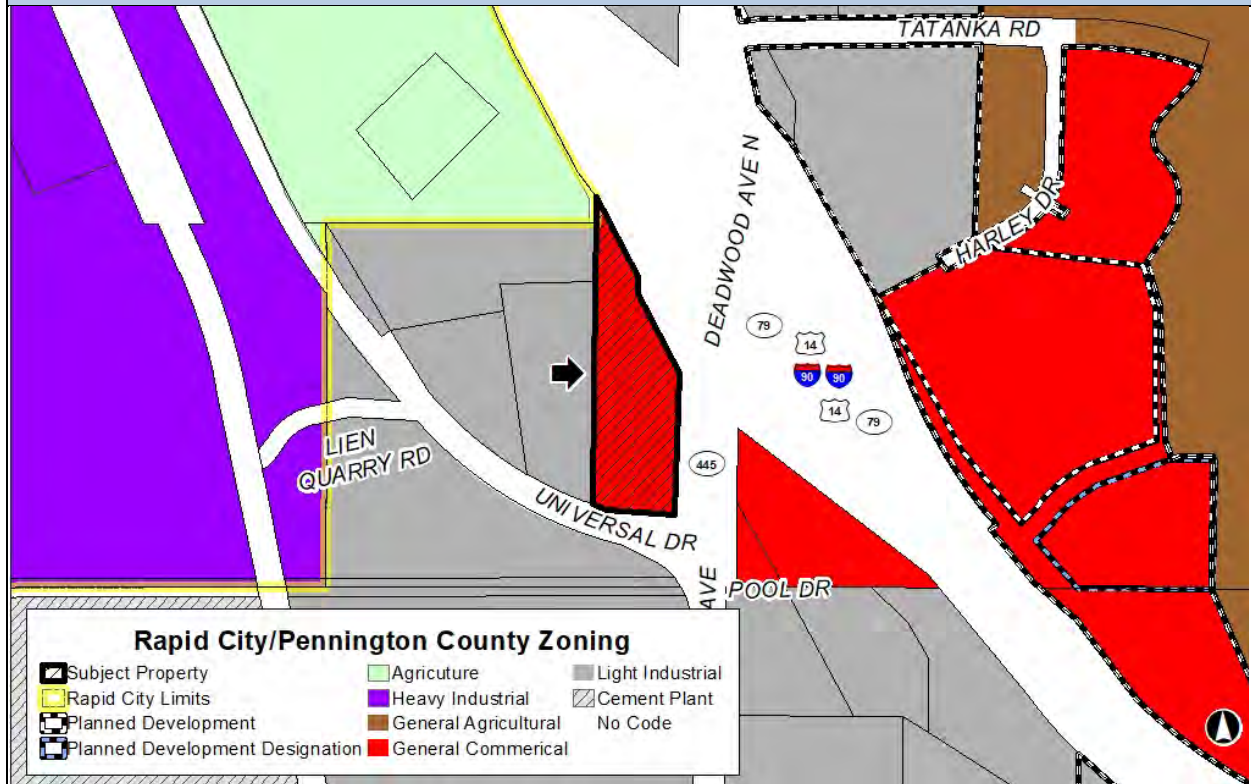 TATANKA RD
DEADWOOD AVE N
HARLEY DR
79
14
90
90
14
79
LIEN
QUARRY RD
445
UNIVERSAL DR
AVE
POOL DR
Rapid City/Pennington County Zoning
Subject Property
Rapid City Limits
Planned Development
Planned Development Designation
Agricuture
Heavy Industrial
General Agricultural
General Commerical
Light Industrial
Cement Plant
No Code